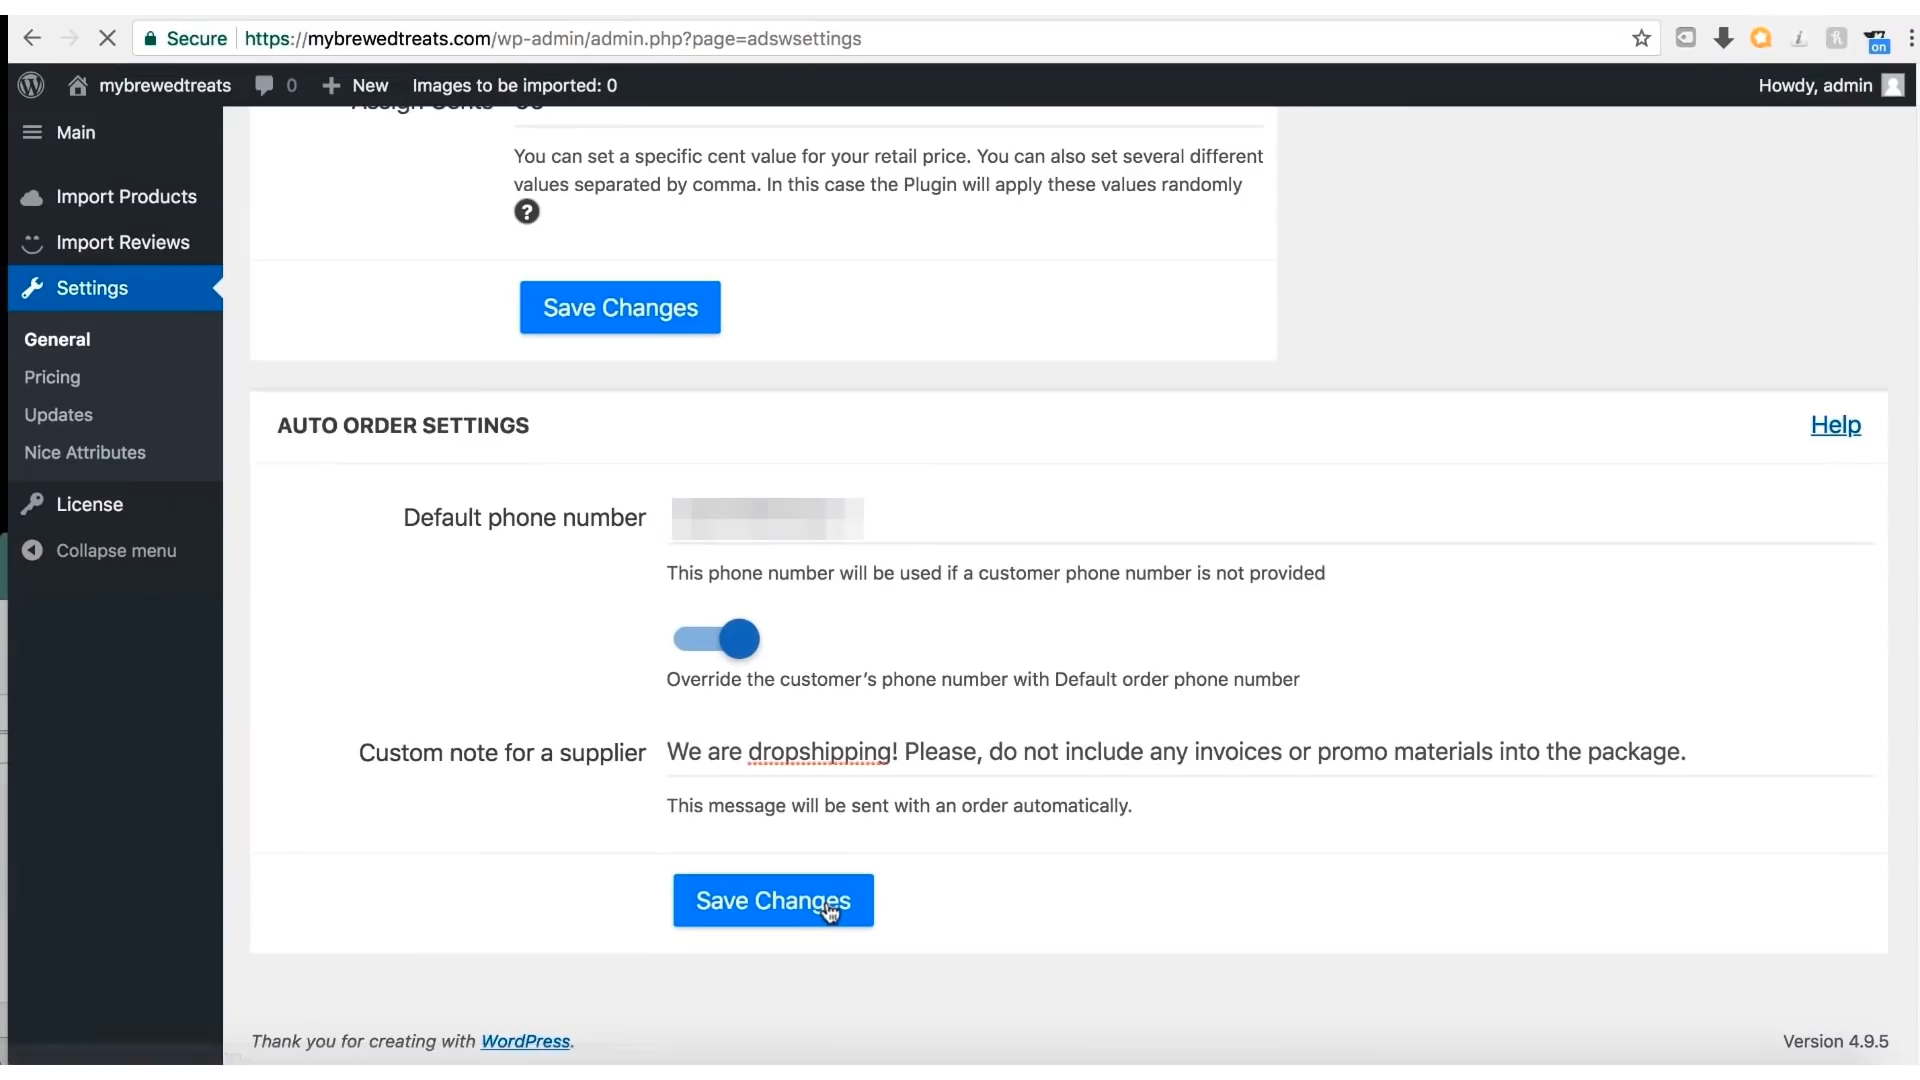 Secure https://mybrewedtreats.com/wp-admin/admin.php?page=adswsettings
on
mybrewedtreats 0 New Images to be imported: 0 Howdy, admin
Main
Import Products
Import Reviews
Settings
General
Pricing
Updates
Nice Attributes
License
Collapse menu
Assign Cents
You can set a specific cent value for your retail price. You can also set several different
values separated by comma. In this case the Plugin will apply these values randomly
?
Save Changes
AUTO ORDER SETTINGS Help
Default phone number
This phone number will be used if a customer phone number is not provided
Override the customer's phone number with Default order phone number
Custom note for a supplier We are dropshipping! Please, do not include any invoices or promo materials into the package.
This message will be sent with an order automatically.
Save Changes
Thank you for creating with WordPress. Version 4.9.5